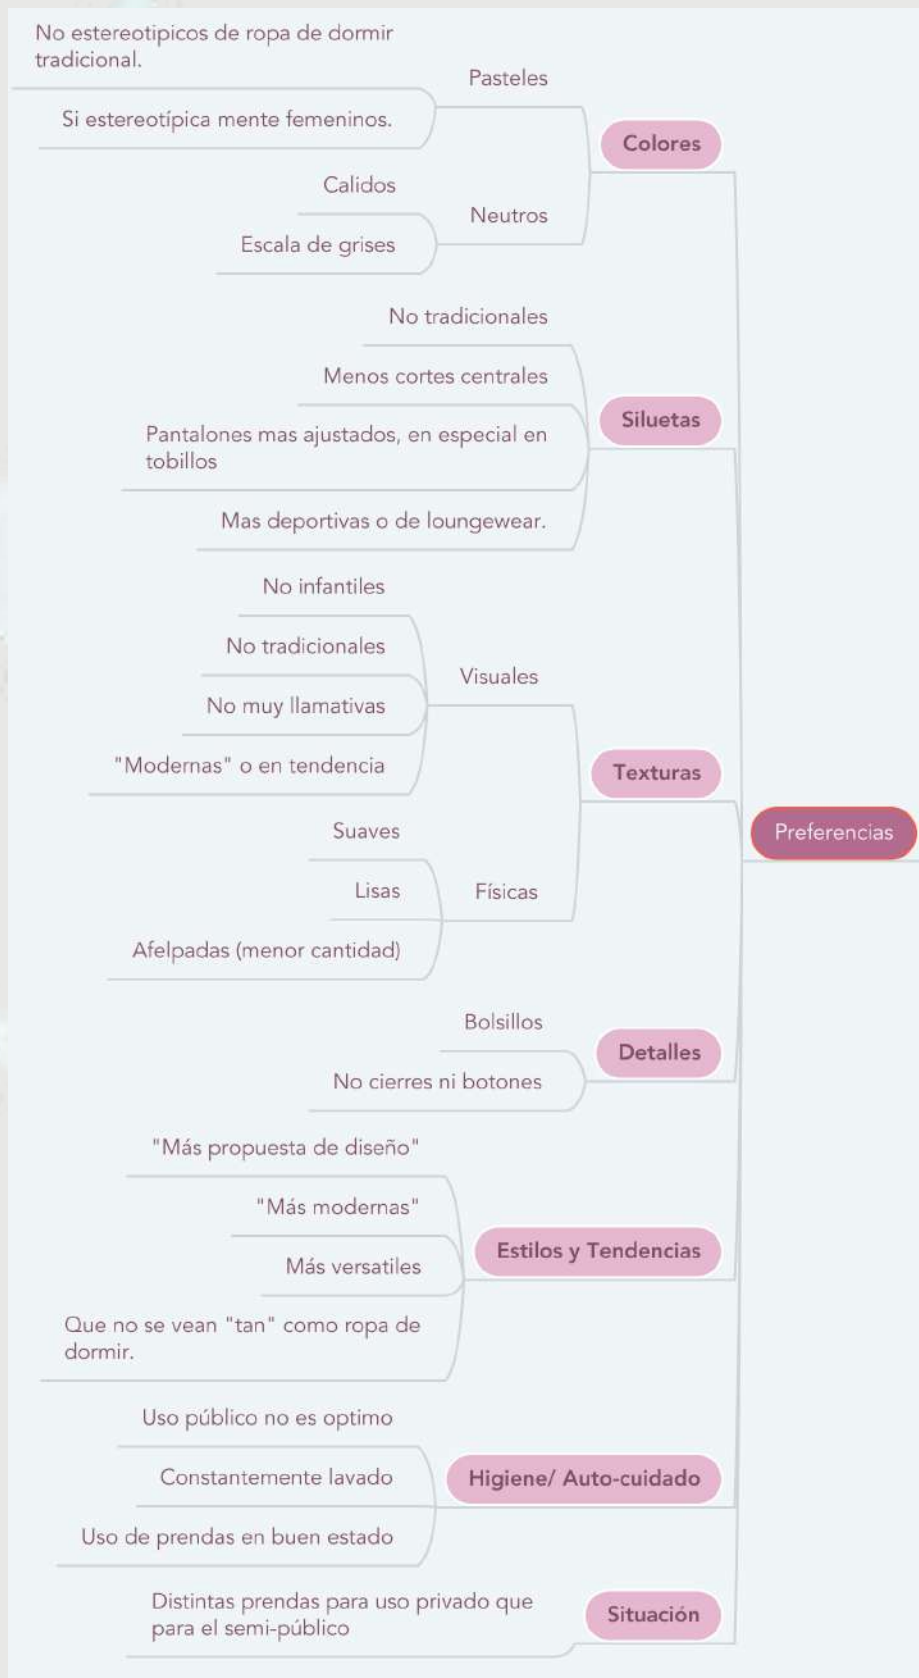 No estereotipicos de ropa de dormir
tradicional.
Pasteles
Si estereotípica mente femeninos.
Colores
Calidos
Neutros
Escala de grises
No tradicionales
Menos cortes centrales
Siluetas
Pantalones mas ajustados, en especial en
tobillos
Mas deportivas o de loungewear.
No infantiles
No tradicionales
Visuales
No muy llamativas
"Modernas" o en tendencia
Texturas
Preferencias
Suaves
Lisas
Físicas
Afelpadas (menor cantidad)
Bolsillos
Detalles
No cierres ni botones
"Más propuesta de diseño"
"Más modernas"
Estilos y Tendencias
Más versatiles
Que no se vean "tan" como ropa de
dormir.
Uso público no es optimo
Constantemente lavado
Higiene/ Auto-cuidado
Uso de prendas en buen estado
Distintas prendas para uso privado que
para el semi-público
Situación